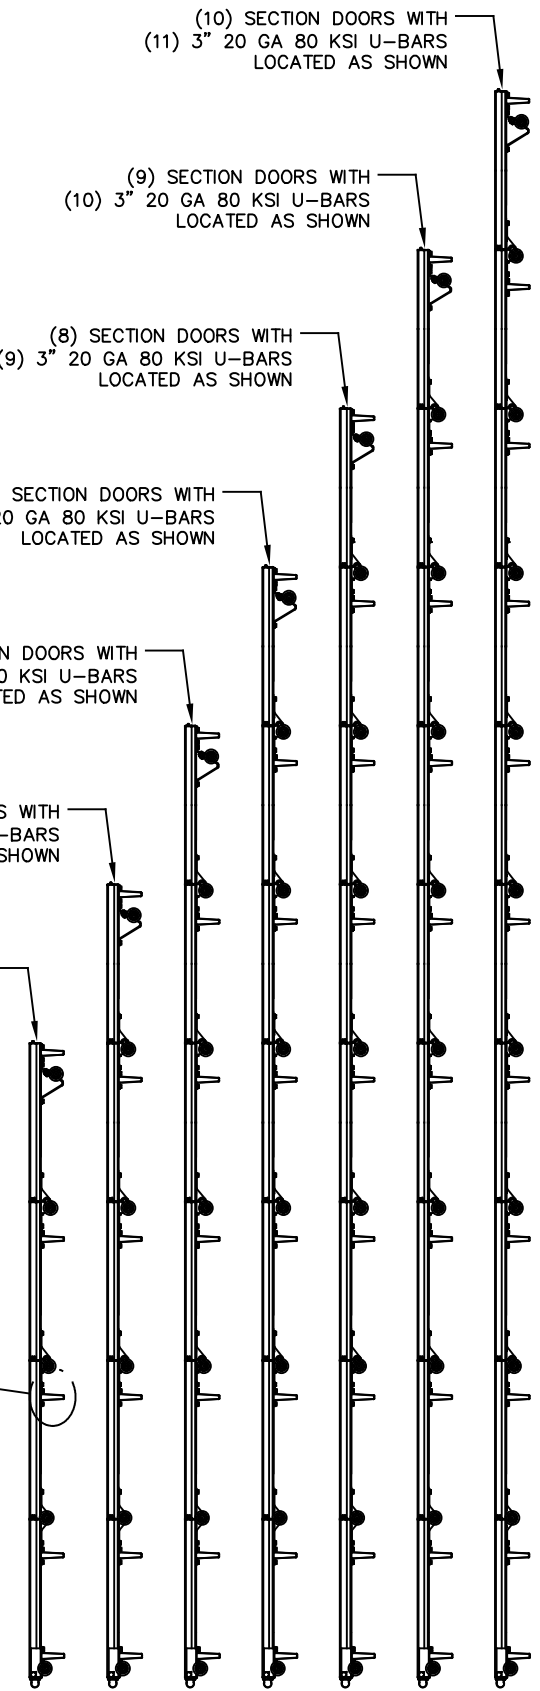 (10) SECTION DOORS WITH
(11) 3" 20 GA 80 KSI U-BARS
LOCATED AS SHOWN
(9) SECTION DOORS WITH
(10) 3" 20 GA 80 KSI U-BARS
LOCATED AS SHOWN
(8) SECTION DOORS WITH
(9) 3" 20 GA 80 KSI U-BARS
LOCATED AS SHOWN
SECTION DOORS WITH
20 GA 80 KSI U-BARS
LOCATED AS SHOWN
DOORS WITH
KSI U-BARS
AS SHOWN
WITH
U-BARS
SHOWN